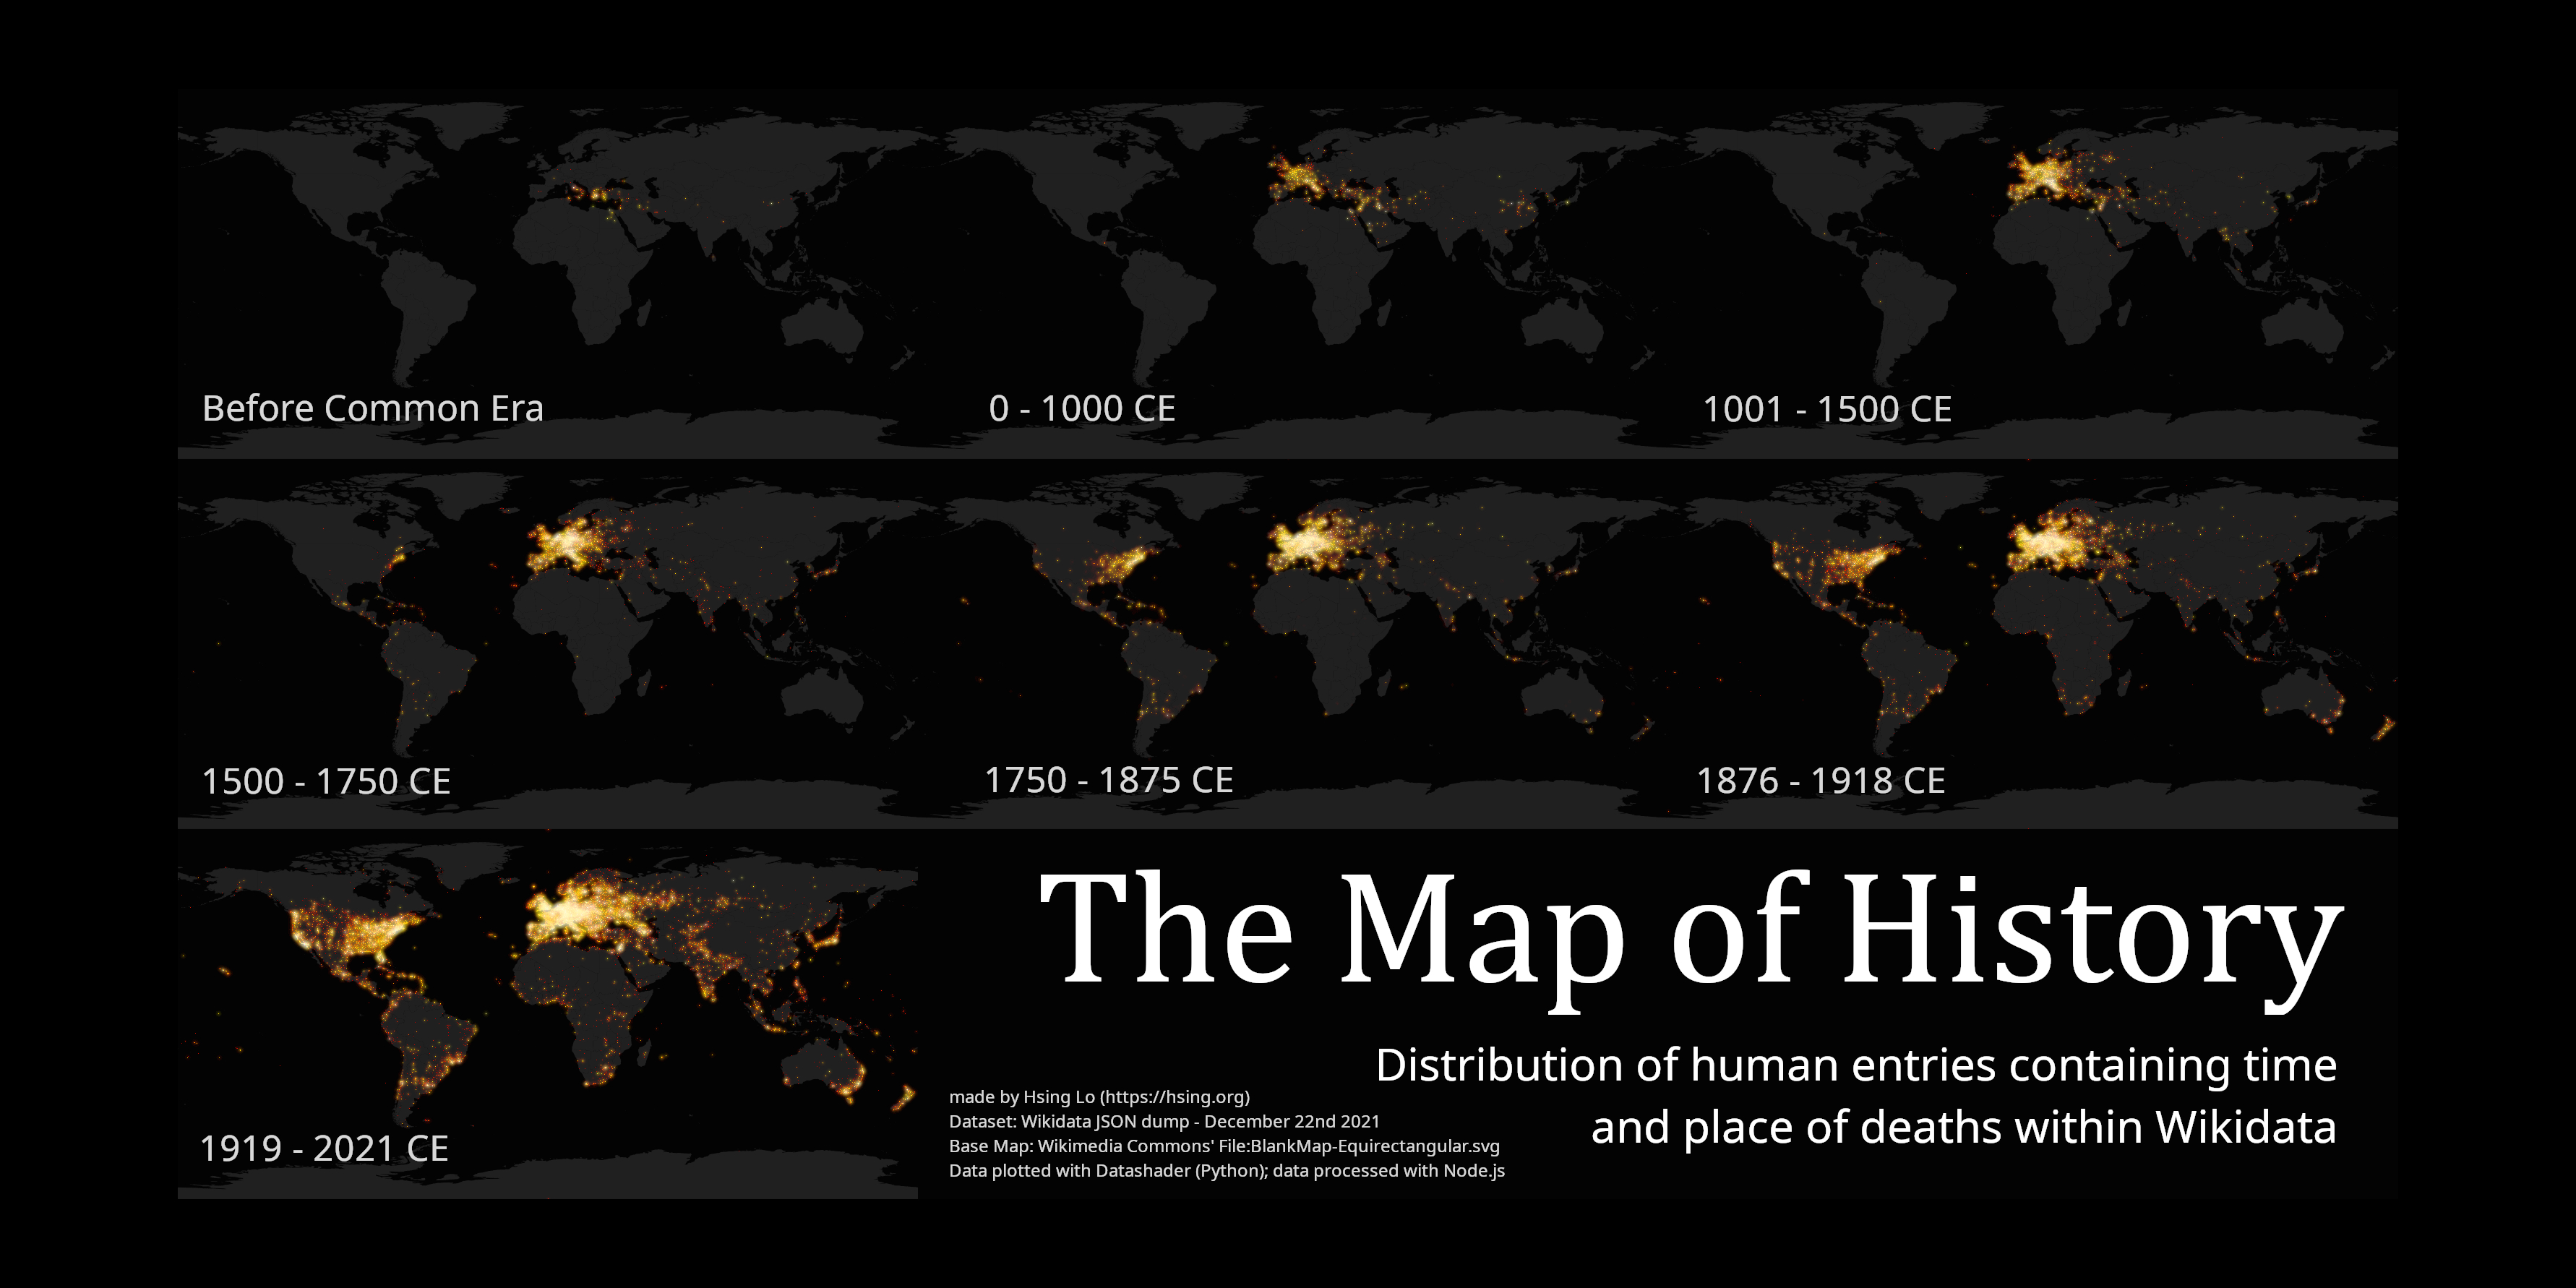 Before Common Era
0 - 1000 CE
1001 - 1500 CE
1500 - 1750 CE
1750 - 1875 CE
1876 - 1918 CE
1919 - 2021 CE
The Map of History
Distribution of human entries containing time
and place of deaths within Wikidata
made by Hsing Lo (https://hsing.org)
Dataset: Wikidata JSON dump - December 22nd 2021
Base Map: Wikimedia Commons' File:BlankMap-Equirectangular.svg
Data plotted with Datashader (Python); data processed with Node.js